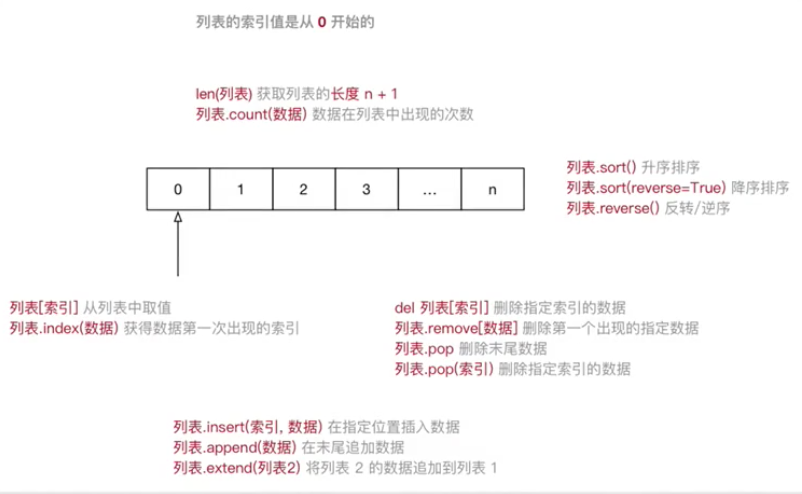 列表的索引值是从 0 开始的
len(列表) 获取列表的长度 n + 1
列表.count(数据) 数据在列表中出现的次数
0 1 2 3 ... n
列表.sort() 升序排序
列表.sort(reverse=True) 降序排序
列表.reverse() 反转/逆序
列表[索引] 从列表中取值
列表.index(数据) 获得数据第一次出现的索引
del 列表[索引] 删除指定索引的数据
列表.remove[数据] 删除第一个出现的指定数据
列表.pop 删除末尾数据
列表.pop(索引) 删除指定索引的数据
列表.insert(索引, 数据) 在指定位置插入数据
列表.append(数据) 在末尾追加数据
列表.extend(列表2) 将列表 2 的数据追加到列表 1